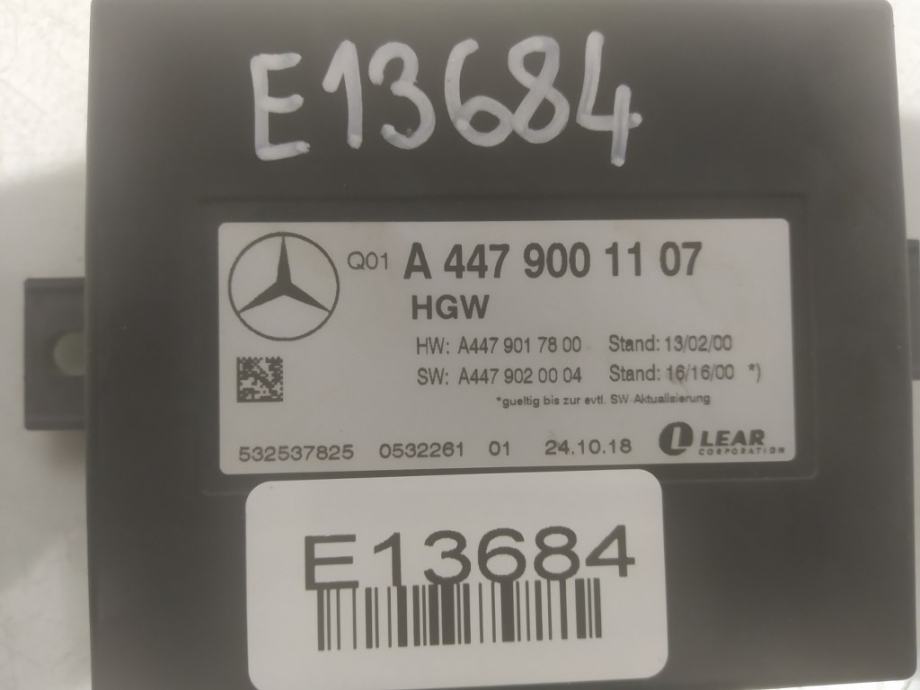 E13684
Q01 A 447 900 11 07
HGW
HW: A447 901 78 00 Stand: 13/02/00
SW: A447 902 00 04 Stand: 16/16/00 *)
*gueltig bis zur evtl. SW-Aktualisierung
532537825 0532261 01 24.10.18 LEAR
CORPORATION
E13684